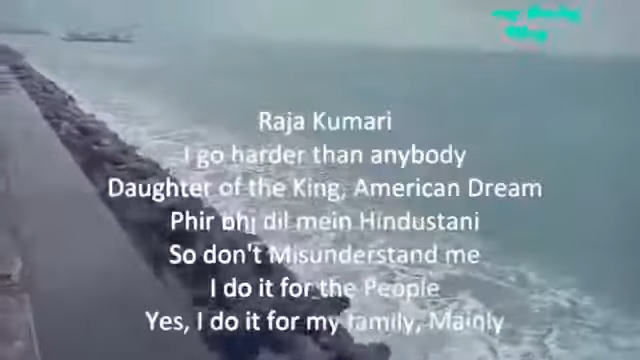 Raja Kumari
I go harder than anybody
Daughter of the King, American Dream
Phir bhi dil mein Hindustani
So don't Misunderstand me
I do it for the People
Yes, I do it for my family, Mainly